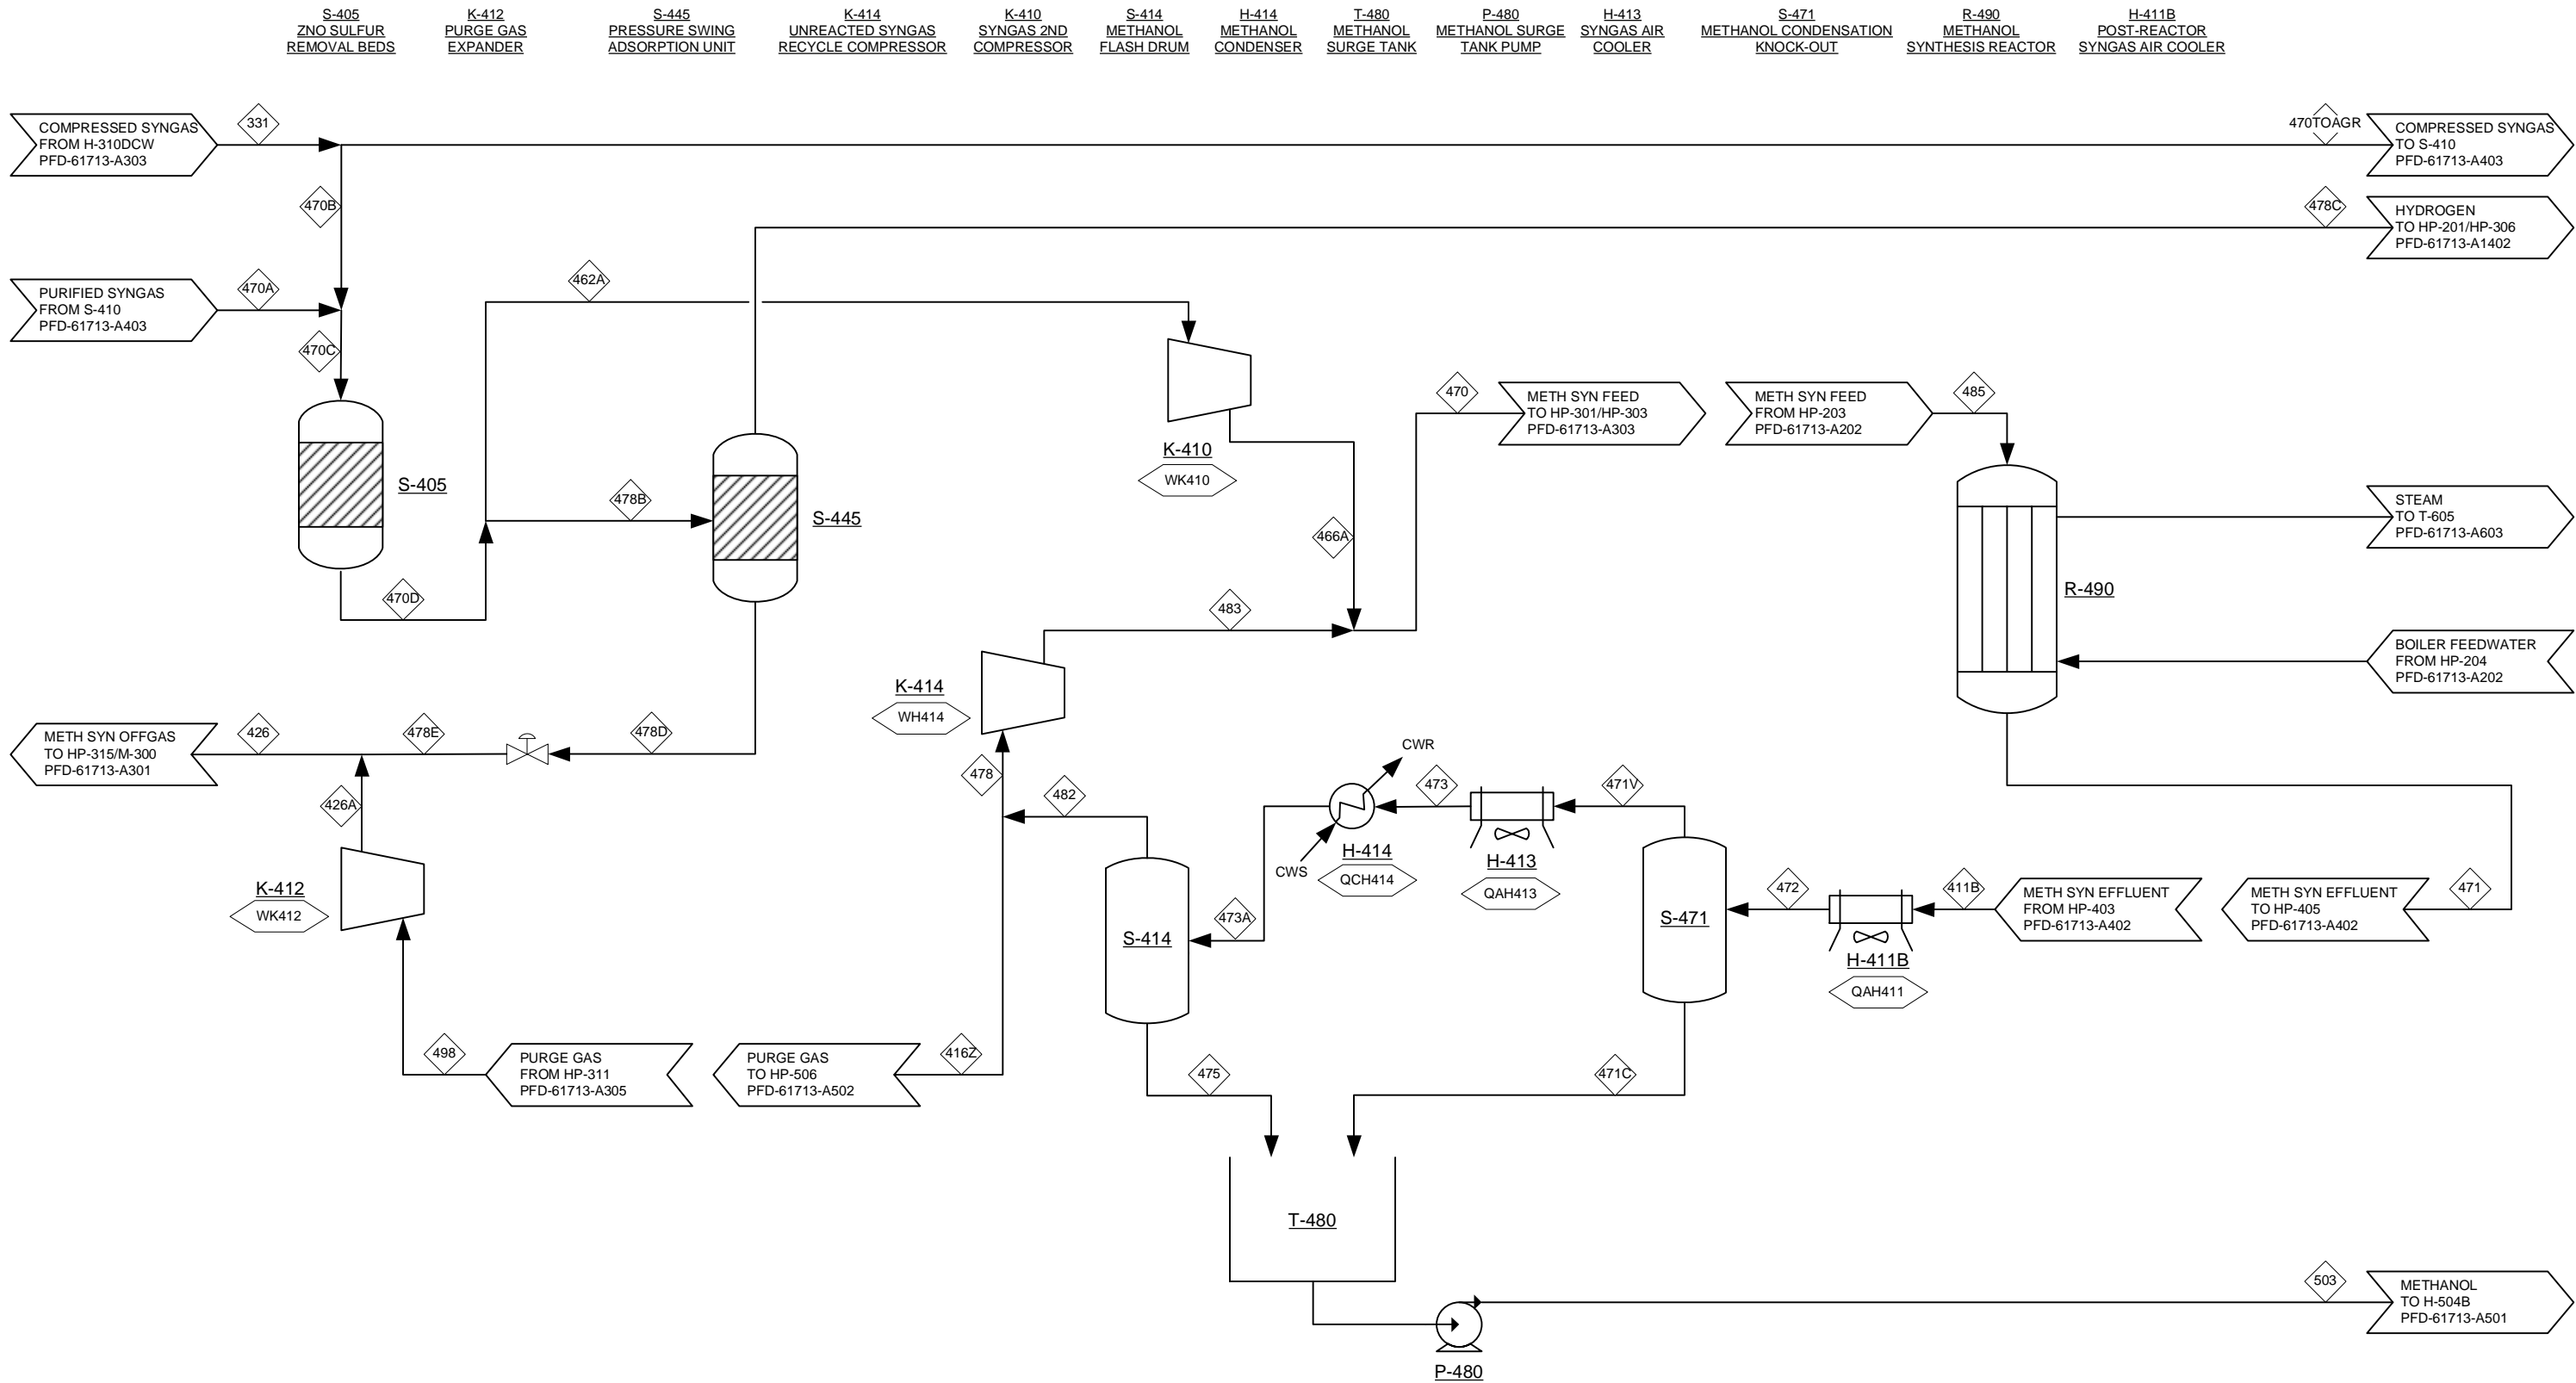 S-405
ZNO SULFUR
REMOVAL BEDS
K-412
PURGE GAS
EXPANDER
S-445
PRESSURE SWING
ADSORPTION UNIT
K-414
UNREACTED SYNGAS
RECYCLE COMPRESSOR
K-410
SYNGAS 2ND
COMPRESSOR
S-414
METHANOL
FLASH DRUM
H-414
METHANOL
CONDENSER
T-480
METHANOL
SURGE TANK
P-480
METHANOL SURGE
TANK PUMP
H-413
SYNGAS AIR
COOLER
S-471
METHANOL CONDENSATION
KNOCK-OUT
R-490
METHANOL
SYNTHESIS REACTOR
H-411B
POST-REACTOR
SYNGAS AIR COOLER
COMPRESSED SYNGAS
FROM H-310DCW
PFD-61713-A303
331
470TOAGR
COMPRESSED SYNGAS
TO S-410
PFD-61713-A403
470B
478C
HYDROGEN
TO HP-201/HP-306
PFD-61713-A1402
PURIFIED SYNGAS
FROM S-410
PFD-61713-A403
470A
462A
470C
S-405
478B
S-445
470D
K-410
WK410
466A
470
METH SYN FEED
TO HP-301/HP-303
PFD-61713-A303
METH SYN FEED
FROM HP-203
PFD-61713-A202
485
STEAM
TO T-605
PFD-61713-A603
R-490
BOILER FEEDWATER
FROM HP-204
PFD-61713-A202
483
K-414
WH414
METH SYN OFFGAS
TO HP-315/M-300
PFD-61713-A301
426
478E
478D
426A
478
482
CWR
473
471V
CWS
H-414
QCH414
H-413
QAH413
K-412
WK412
473A
S-414
S-471
472
411B
METH SYN EFFLUENT
FROM HP-403
PFD-61713-A402
METH SYN EFFLUENT
TO HP-405
PFD-61713-A402
471
H-411B
QAH411
498
PURGE GAS
FROM HP-311
PFD-61713-A305
PURGE GAS
TO HP-506
PFD-61713-A502
416Z
475
471C
T-480
P-480
503
METHANOL
TO H-504B
PFD-61713-A501